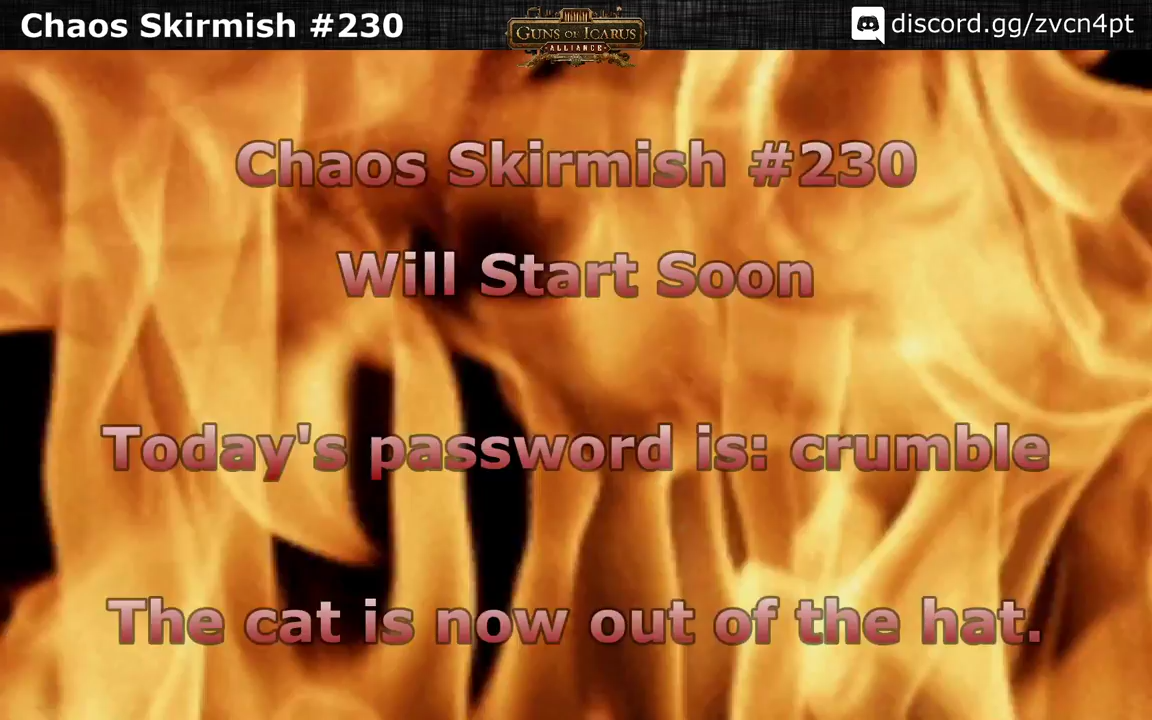 Chaos Skirmish #230
GUNS OF ICARUS
ALLIANCE
discord.gg/zvcn4pt
Chaos Skirmish #230
Will Start Soon
Today's password is: crumble
The cat is now out of the hat.